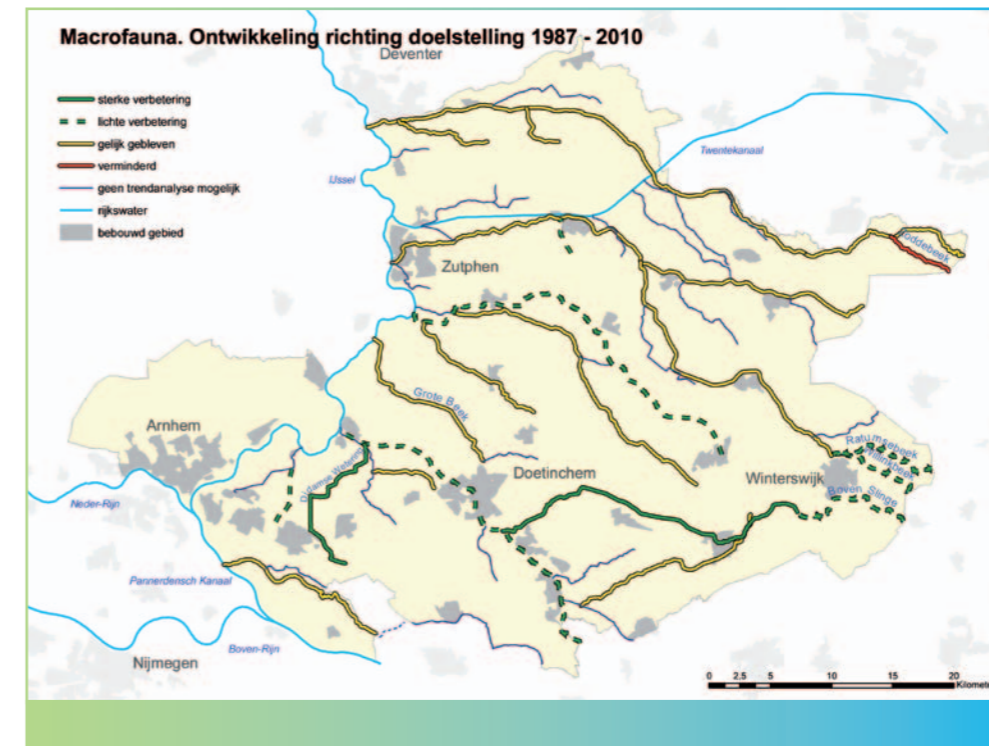 Macrofauna. Ontwikkeling richting doelstelling 1987 - 2010
Deventer
sterke verbetering
lichte verbetering
gelijk gebleven
verminderd
geen trendanalyse mogelijk
rijkswater
bebouwd gebied
Twentekanaal
IJssel
Zutphen
Grote Beek
Arnhem
Ratumsebeek
Doetinchem
Winterswijk
Boven Slinge
Neder-Rijn
Pannerdensch Kanaal
Boven-Rijn
Nijmegen
0 2,5 5 10 15 20
Kilometers